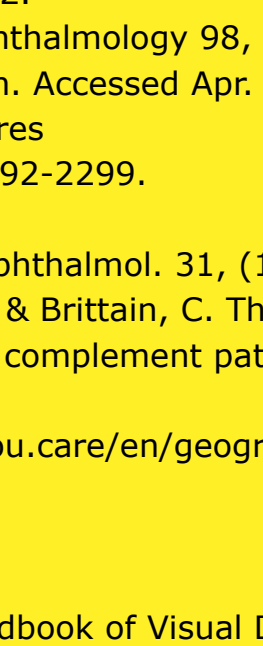 hthalmology 98,
n. Accessed Apr.
res
92-2299.
phthalmol. 31, (1
& Brittain, C. Th
complement pat
ou.care/en/geogr
dbook of Visual D